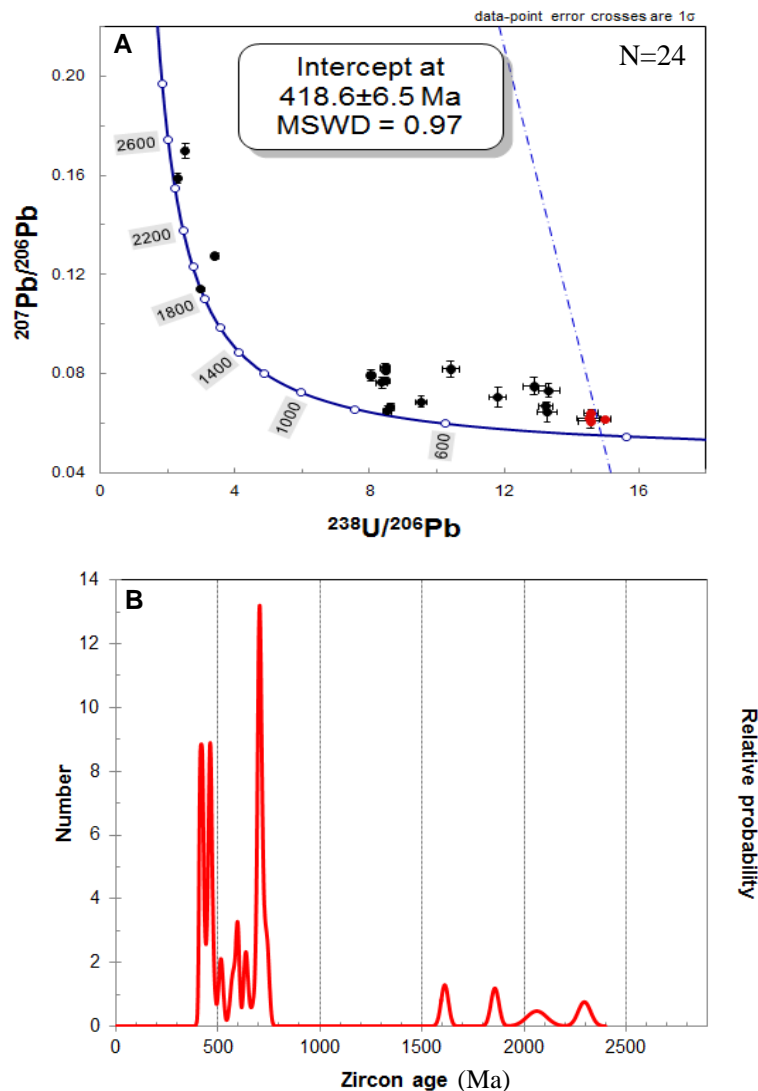 data-point error crosses are 1σ
A
N=24
Intercept at
418.6±6.5 Ma
MSWD = 0.97
0.20
0.16
0.12
0.08
0.04
2600
2200
1800
1400
1000
600
207Pb/206Pb
0
4
8
12
16
238U/206Pb
B
14
12
10
8
6
4
2
0
Number
Relative probability
0
500
1000
1500
2000
2500
Zircon age (Ma)